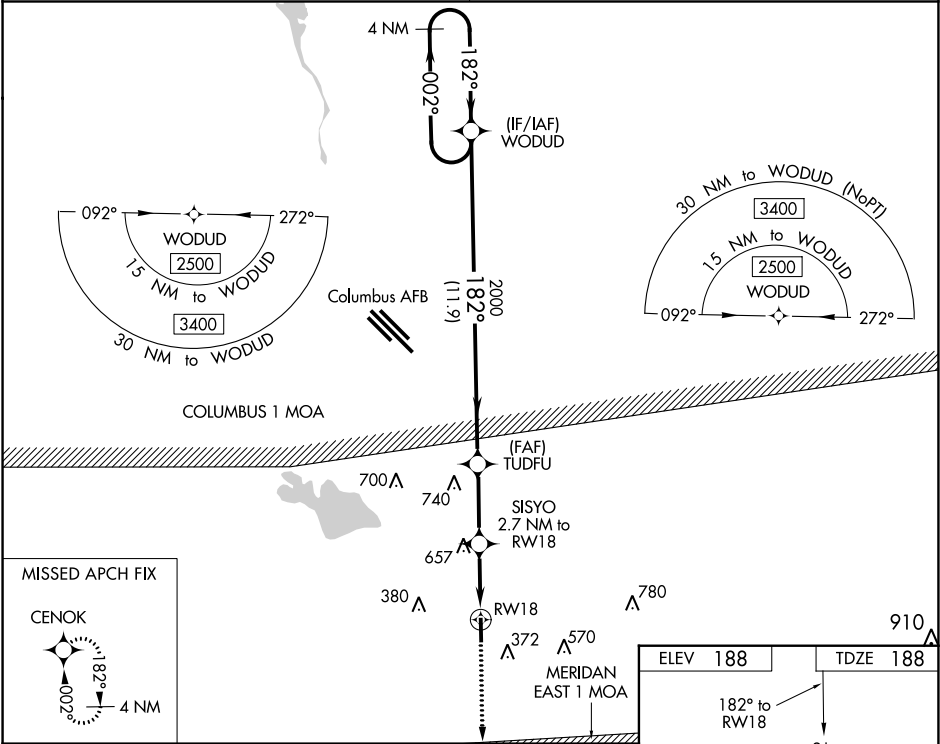 4 NM
182°
002°
(IF/IAF)
WODUD
092°
272°
WODUD
2500
15 NM to WODUD
3400
30 NM to WODUD
30 NM to WODUD (NoPT)
3400
15 NM to WODUD
2500
WODUD
092°
272°
Columbus AFB
2000
182°
(11.9)
COLUMBUS 1 MOA
(FAF)
TUDFU
700
740
SISYO
2.7 NM to
RW18
657
380
RW18
780
372
570
910
MERIDAN
EAST 1 MOA
MISSED APCH FIX
CENOK
182°
002°
4 NM
ELEV 188
TDZE 188
182° to
RW18